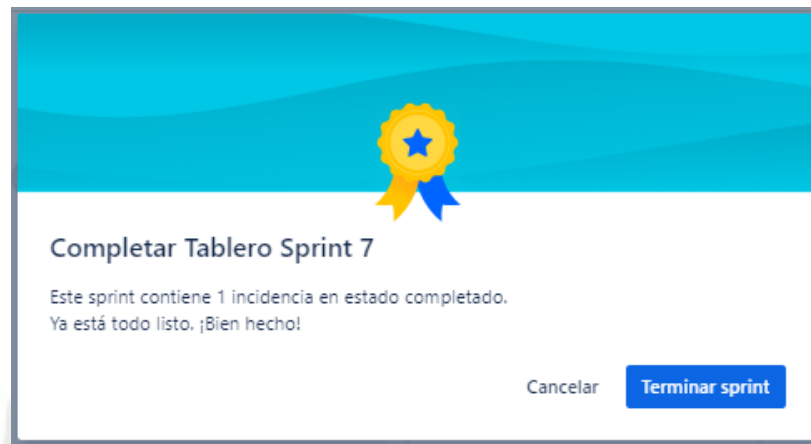 Completar Tablero Sprint 7
Este sprint contiene 1 incidencia en estado completado.
Ya está todo listo. ¡Bien hecho!
Cancelar Terminar sprint